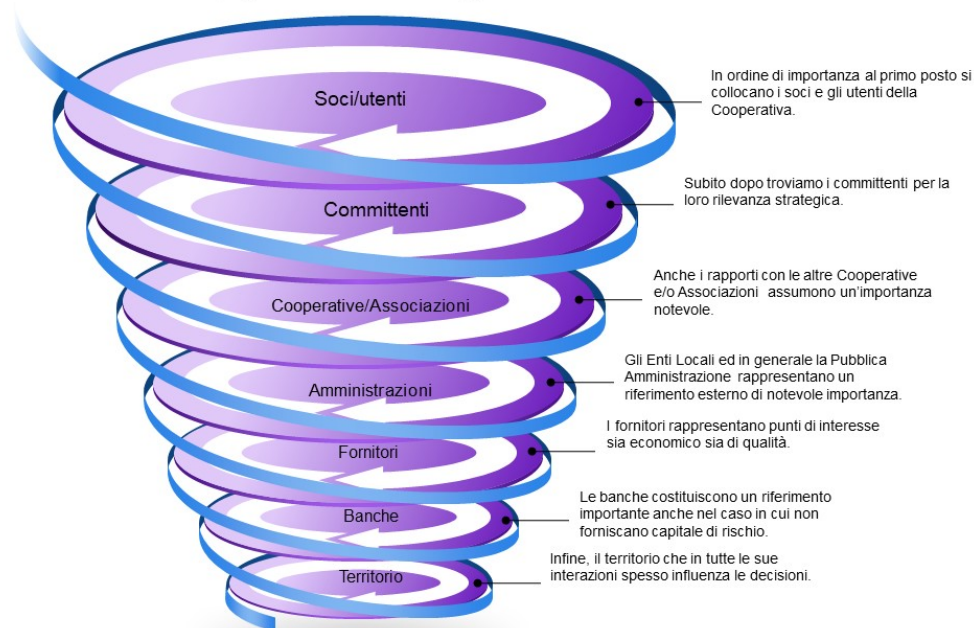 Soci/utenti
In ordine di importanza al primo posto si
collocano i soci e gli utenti della
Cooperativa.
Committenti
Subito dopo troviamo i committenti per la
loro rilevanza strategica.
Cooperative/Associazioni
Anche i rapporti con le altre Cooperative
e/o Associazioni assumono un'importanza
notevole.
Amministrazioni
Gli Enti Locali ed in generale la Pubblica
Amministrazione rappresentano un
riferimento esterno di notevole importanza.
Fornitori
I fornitori rappresentano punti di interesse
sia economico sia di qualità.
Banche
Le banche costituiscono un riferimento
importante anche nel caso in cui non
forniscano capitale di rischio.
Territorio
Infine, il territorio che in tutte le sue
interazioni spesso influenza le decisioni.